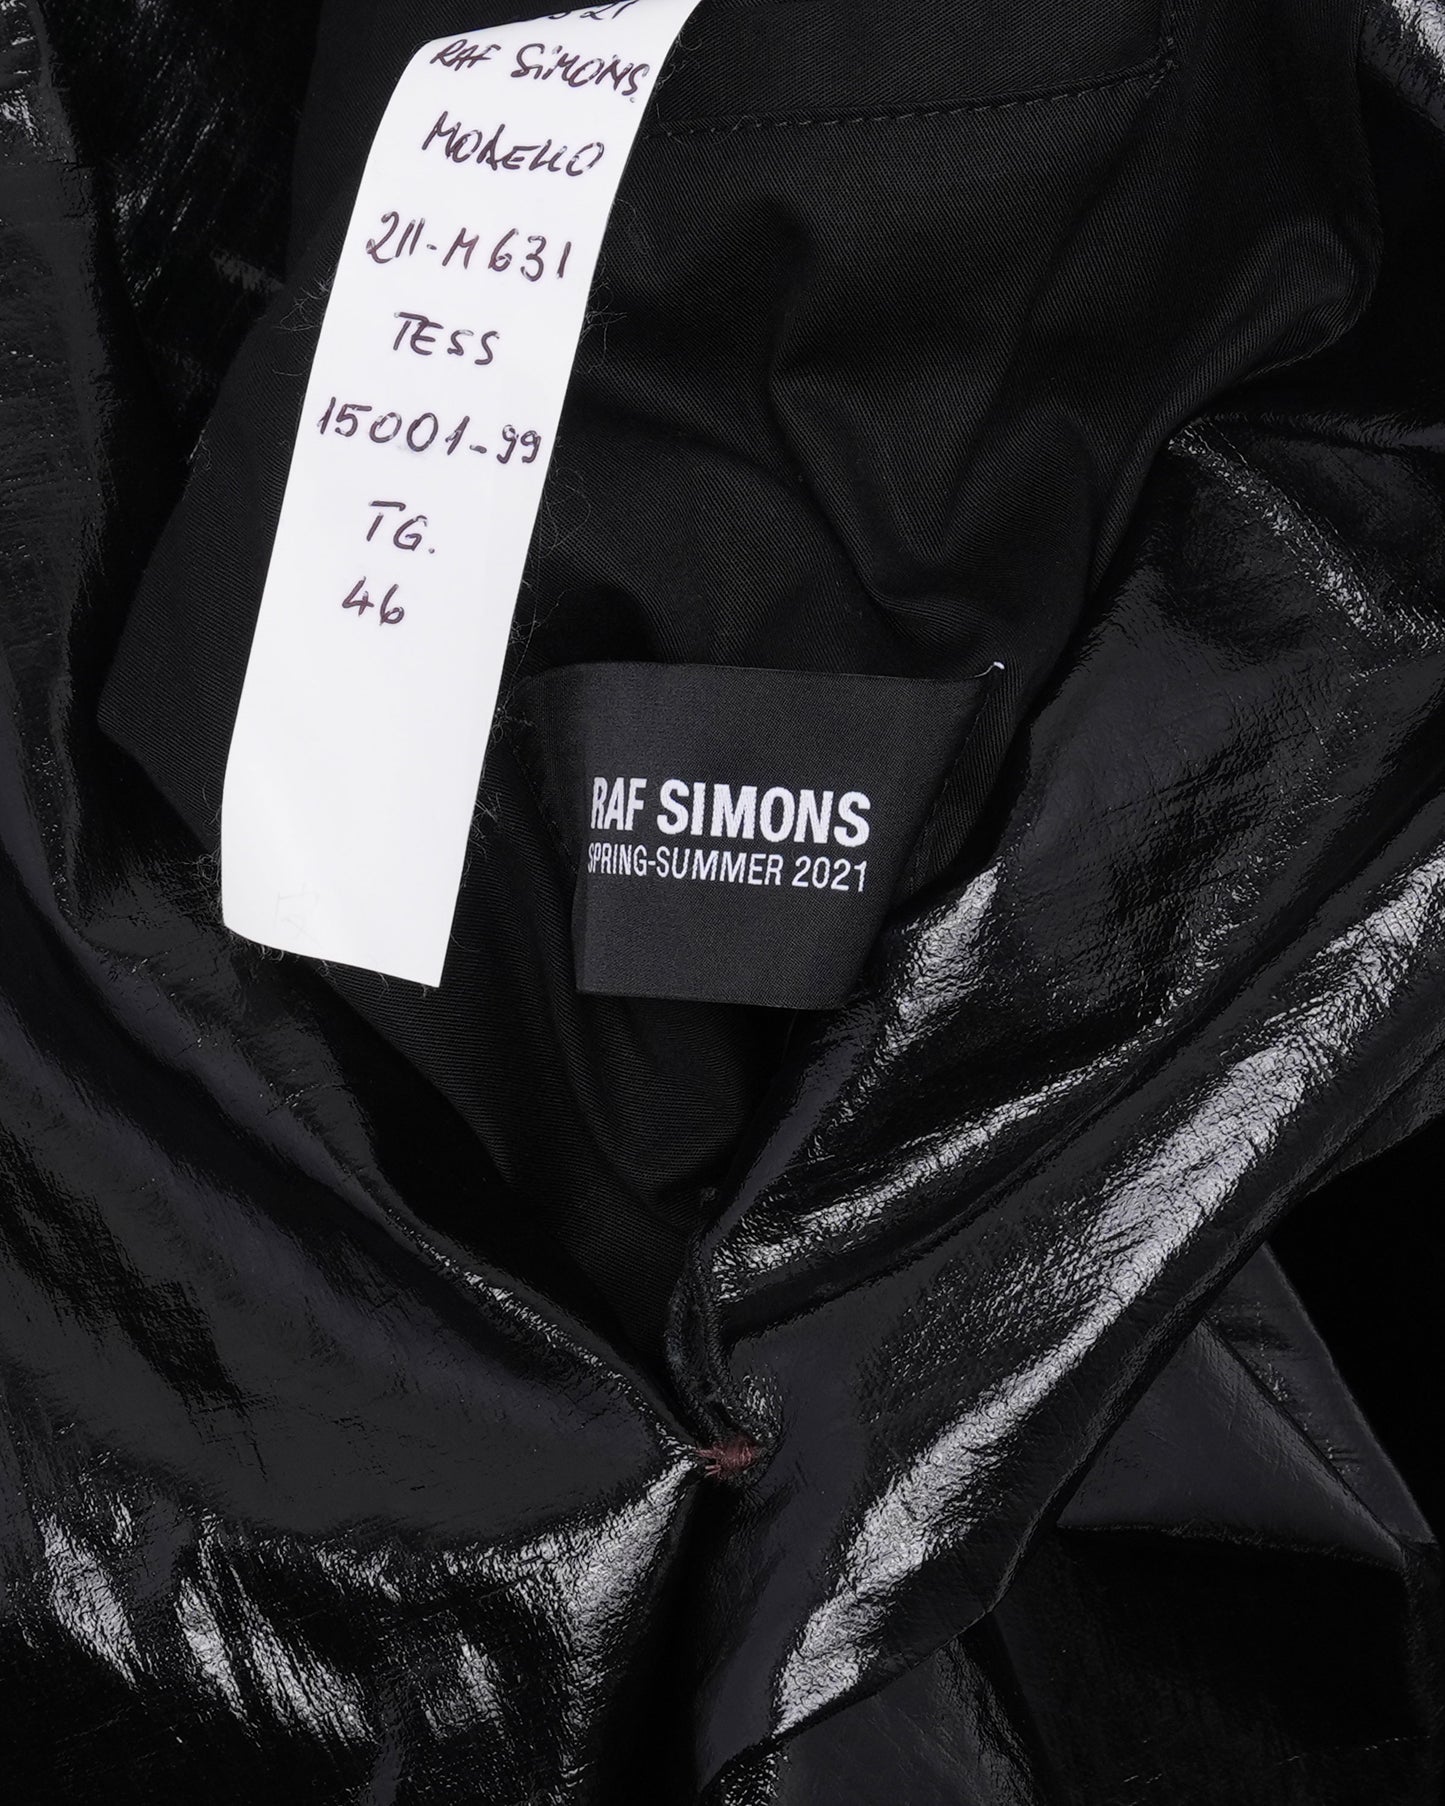 RAF SiMONS
MODELLO
211-M631
TESS
15001-99
TG.
46
RAF SIMONS
SPRING-SUMMER 2021